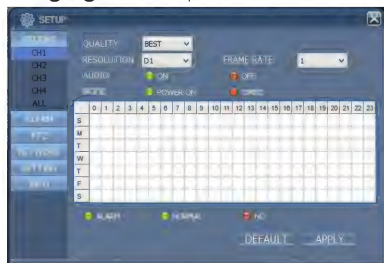 SETUP
QUALITY BEST
CH1
RESOLUTION D1 FRAME RATE 1
CH2
AUDIO ON OFF
CH3
CH4
POWER ON
ALL
0 1 2 3 4 5 6 7 8 9 10 11 12 13 14 15 16 17 18 19 20 21 22 23
S
ALARM
M
T
W
T
F
S
ALARM NORMAL NO
DEFAULT APPLY